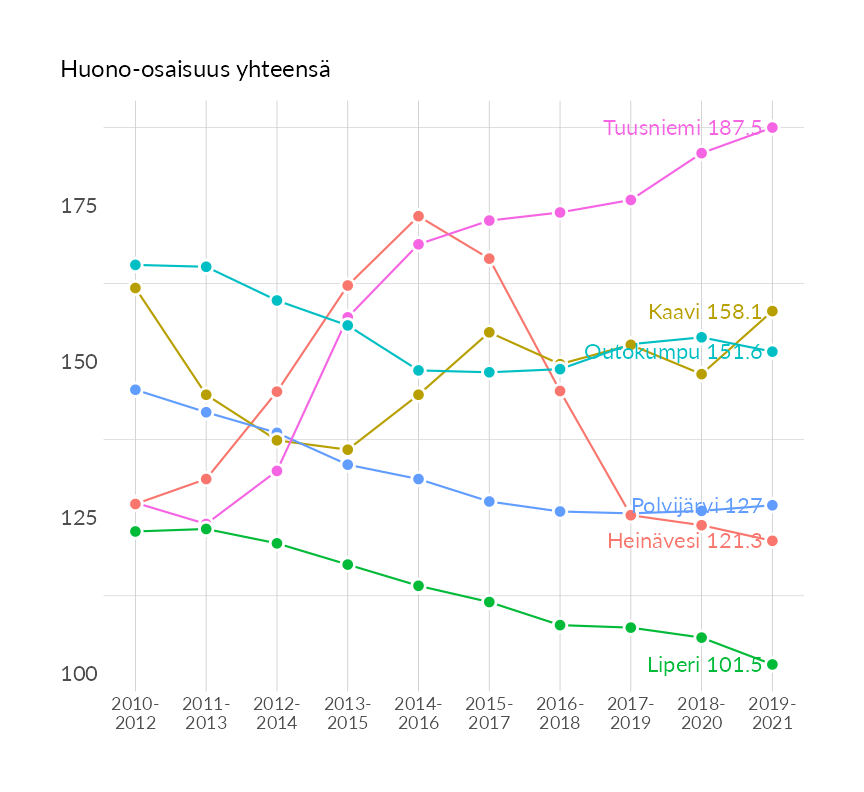 Huono-osaisuus yhteensä
Tuusniemi 187.5
175
Kaavi 158.1
Outokumpu 151.6
150
Polvijärvi 127
125
Heinävesi 121.3
Liperi 101.5
100
2010- 2011- 2012- 2013- 2014- 2015- 2016- 2017- 2018- 2019-
2012 2013 2014 2015 2016 2017 2018 2019 2020 2021